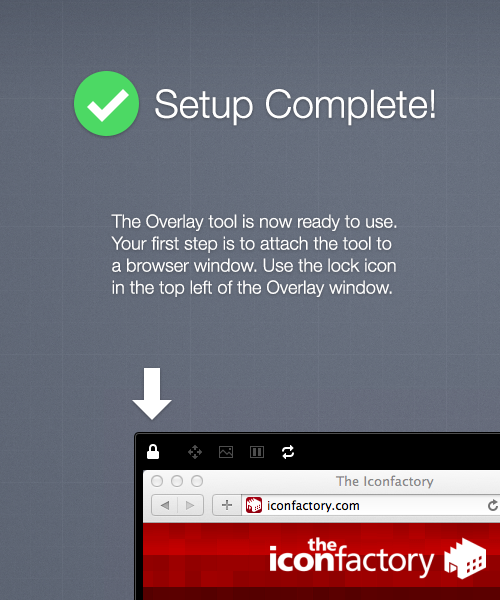 Setup Complete!
The Overlay tool is now ready to use.
Your first step is to attach the tool to
a browser window. Use the lock icon
in the top left of the Overlay window.
The Iconfactory
iconfactory.com
the
iconfactory